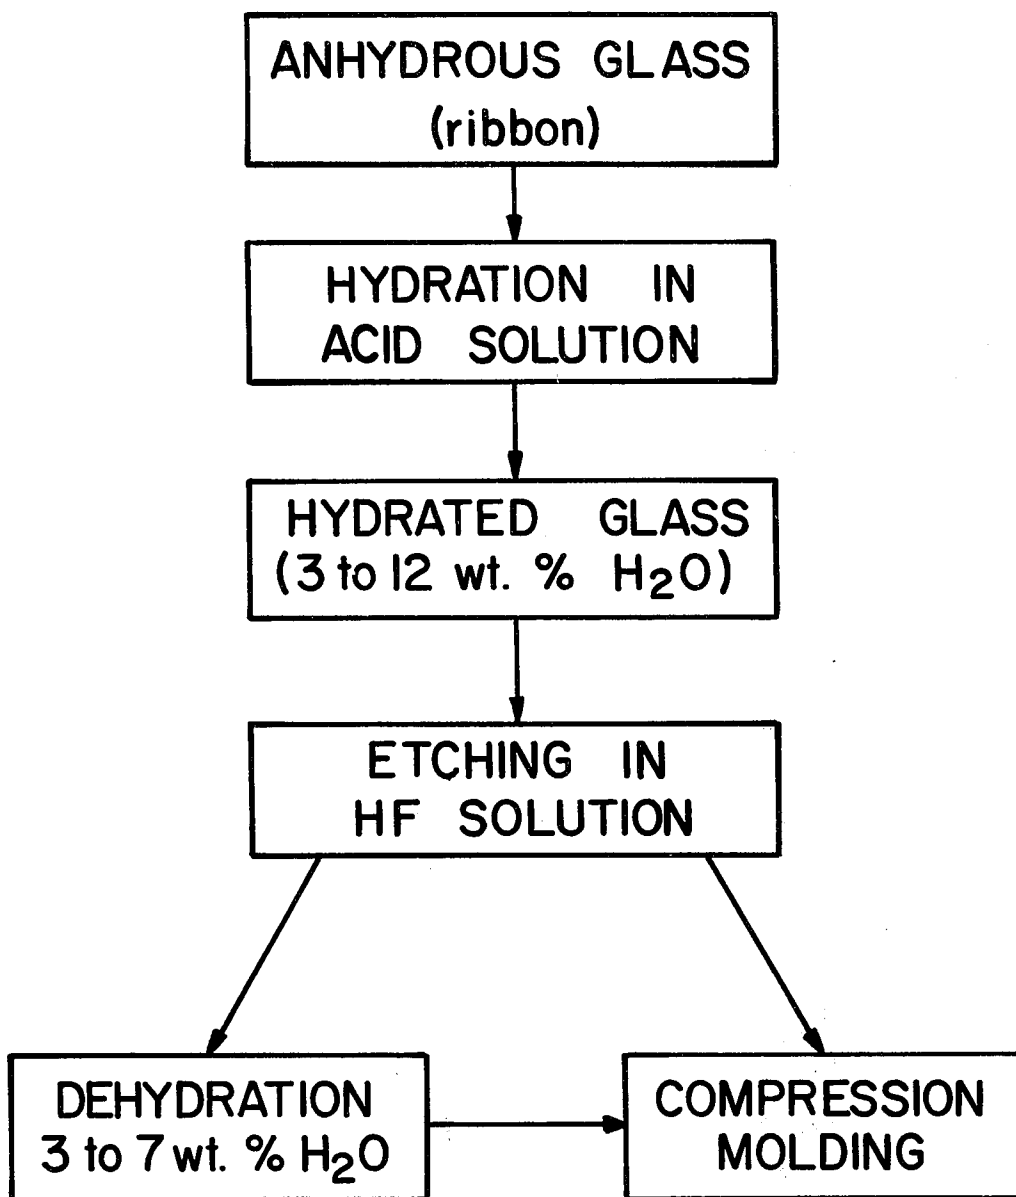 ANHYDROUS GLASS
(ribbon)
HYDRATION IN
ACID SOLUTION
HYDRATED GLASS
(3 to 12 wt. % H₂O)
ETCHING IN
HF SOLUTION
DEHYDRATION
3 to 7 wt. % H₂O
COMPRESSION
MOLDING